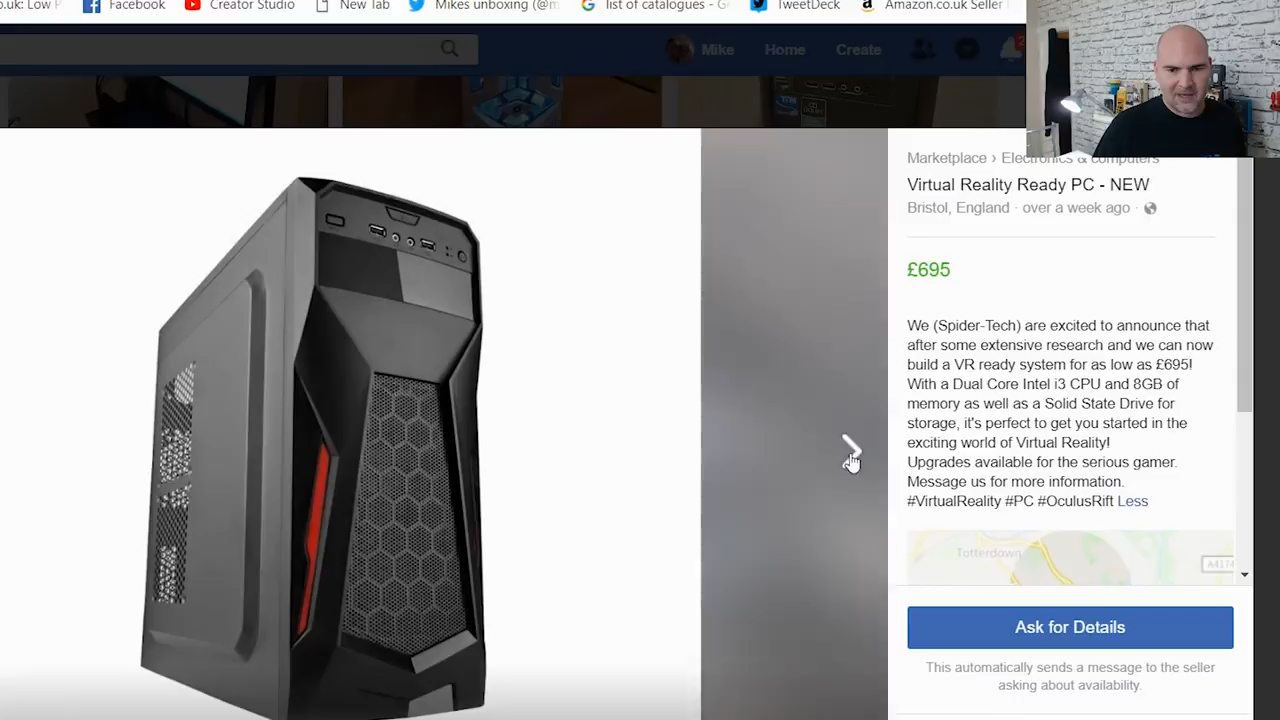 o.uk: Low P
Facebook
Creator Studio
New Tab
Mikes unboxing (@m
list of catalogues - G
TweetDeck
Amazon.co.uk Seller
Mike
Home
Create
2
Marketplace › Electronics & computers
Virtual Reality Ready PC - NEW
Bristol, England · over a week ago ·
£695
We (Spider-Tech) are excited to announce that
after some extensive research and we can now
build a VR ready system for as low as £695!
With a Dual Core Intel i3 CPU and 8GB of
memory as well as a Solid State Drive for
storage, it's perfect to get you started in the
exciting world of Virtual Reality!
Upgrades available for the serious gamer.
Message us for more information.
#VirtualReality #PC #OculusRift Less
Totterdown
A4174
Ask for Details
This automatically sends a message to the seller
asking about availability.